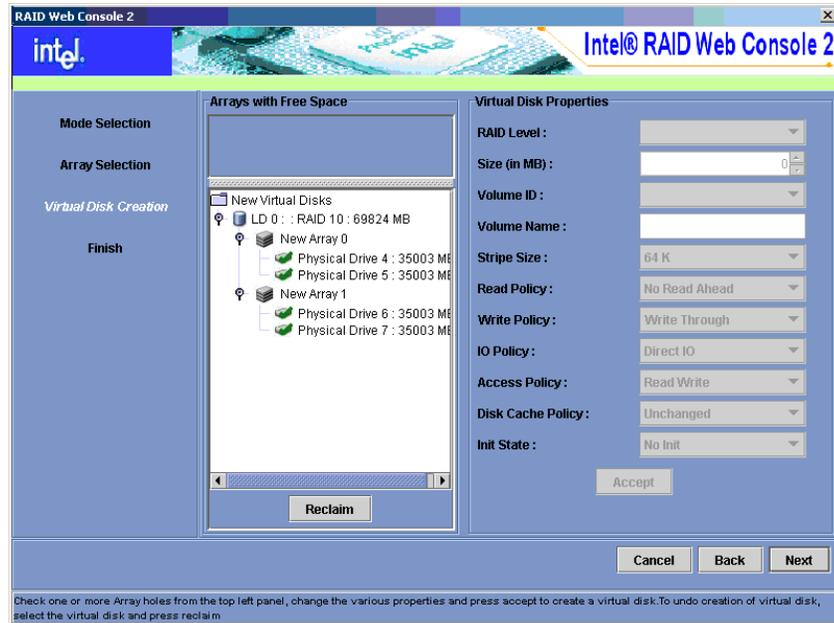 RAID Web Console 2
intel.
Intel® RAID Web Console 2
Mode Selection
Array Selection
Virtual Disk Creation
Finish
Arrays with Free Space
New Virtual Disks
LD 0 : : RAID 10 : 69824 MB
New Array 0
Physical Drive 4 : 35003 ME
Physical Drive 5 : 35003 ME
New Array 1
Physical Drive 6 : 35003 ME
Physical Drive 7 : 35003 ME
Reclaim
Virtual Disk Properties
RAID Level :
Size (in MB) : 0
Volume ID :
Volume Name :
Stripe Size : 64 K
Read Policy : No Read Ahead
Write Policy : Write Through
IO Policy : Direct IO
Access Policy : Read Write
Disk Cache Policy : Unchanged
Init State : No Init
Accept
Cancel Back Next
Check one or more Array holes from the top left panel, change the various properties and press accept to create a virtual disk.To undo creation of virtual disk,
select the virtual disk and press reclaim